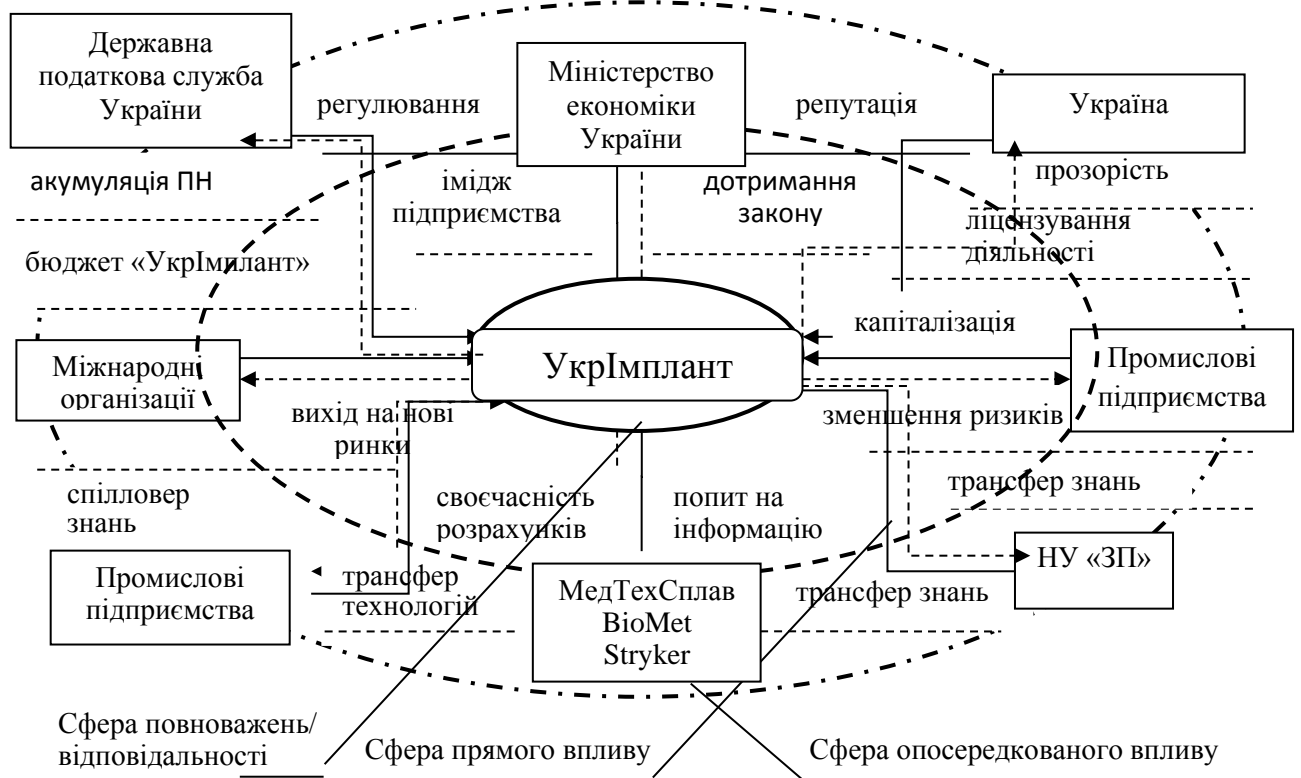 Державна
податкова служба
України
регулювання
Міністерство
економіки
України
репутація
Україна
прозорість
акумуляція ПН
імідж
підприємства
дотримання
закону
ліцензування
діяльності
бюджет «УкрІмплант»
капіталізація
Міжнародні
організації
УкрІмплант
Промислові
підприємства
вихід на нові
ринки
зменшення ризиків
спілловер
знань
своєчасність
розрахунків
попит на
інформацію
трансфер знань
НУ «ЗП»
Промислові
підприємства
трансфер
технологій
МедТехСплав
BioMet
Stryker
трансфер знань
Сфера повноважень/
відповідальності
Сфера прямого впливу
Сфера опосередкованого впливу